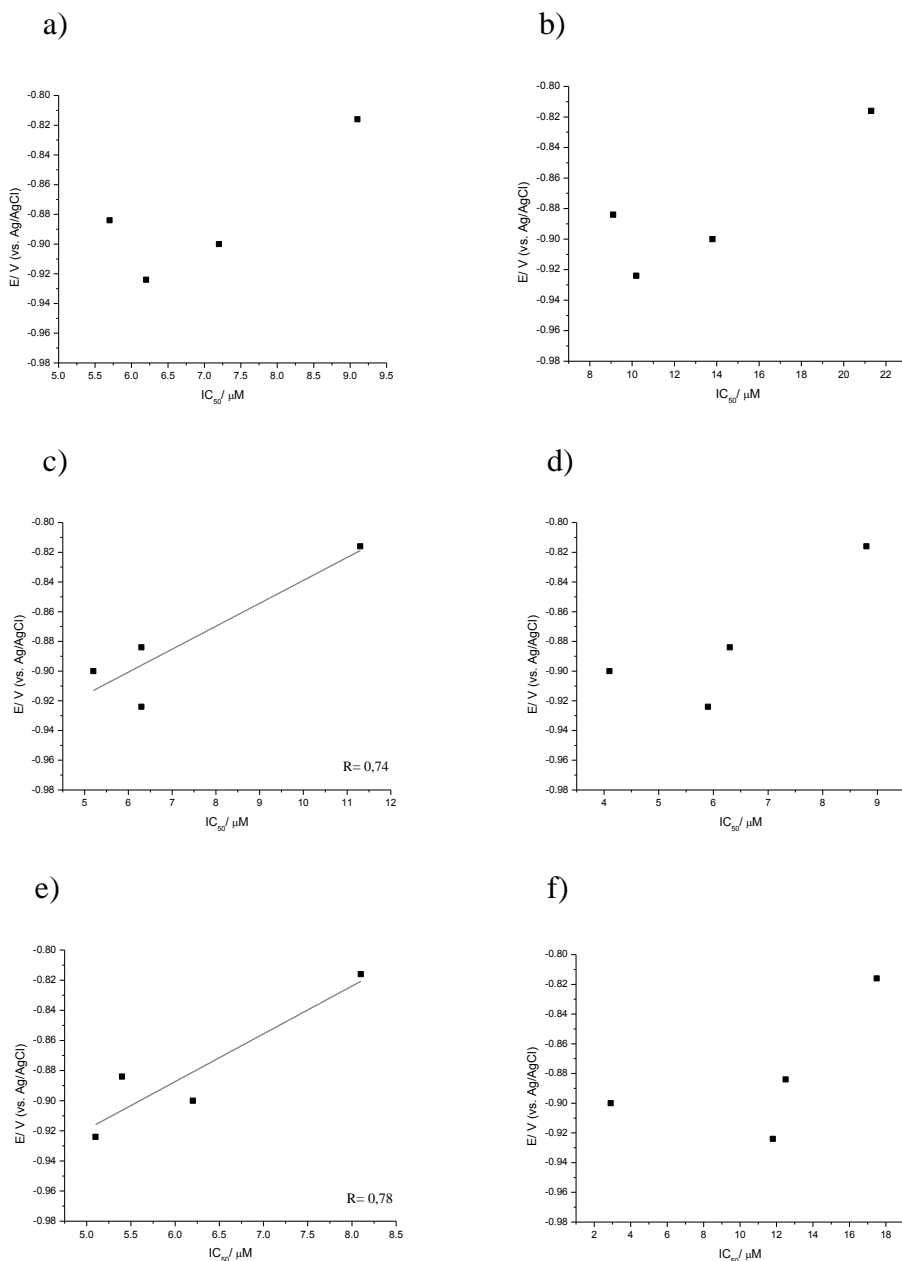 a)
-0.80
-0.82
-0.84
-0.86
-0.88
-0.90
-0.92
-0.94
-0.96
-0.98
E/ V (vs. Ag/AgCl)
5.0 5.5 6.0 6.5 7.0 7.5 8.0 8.5 9.0 9.5
IC50/ μM
b)
-0.80
-0.82
-0.84
-0.86
-0.88
-0.90
-0.92
-0.94
-0.96
-0.98
E/ V (vs. Ag/AgCl)
8 10 12 14 16 18 20 22
IC50/ μM
c)
-0.80
-0.82
-0.84
-0.86
-0.88
-0.90
-0.92
-0.94
-0.96
-0.98
E/ V (vs. Ag/AgCl)
R= 0,74
5 6 7 8 9 10 11 12
IC50/ μM
d)
-0.80
-0.82
-0.84
-0.86
-0.88
-0.90
-0.92
-0.94
-0.96
-0.98
E/ V (vs. Ag/AgCl)
4 5 6 7 8 9
IC50/ μM
e)
-0.80
-0.82
-0.84
-0.86
-0.88
-0.90
-0.92
-0.94
-0.96
-0.98
E/ V (vs. Ag/AgCl)
R= 0,78
5.0 5.5 6.0 6.5 7.0 7.5 8.0 8.5
IC50/ μM
f)
-0.80
-0.82
-0.84
-0.86
-0.88
-0.90
-0.92
-0.94
-0.96
-0.98
E/ V (vs. Ag/AgCl)
2 4 6 8 10 12 14 16 18
IC50/ μM